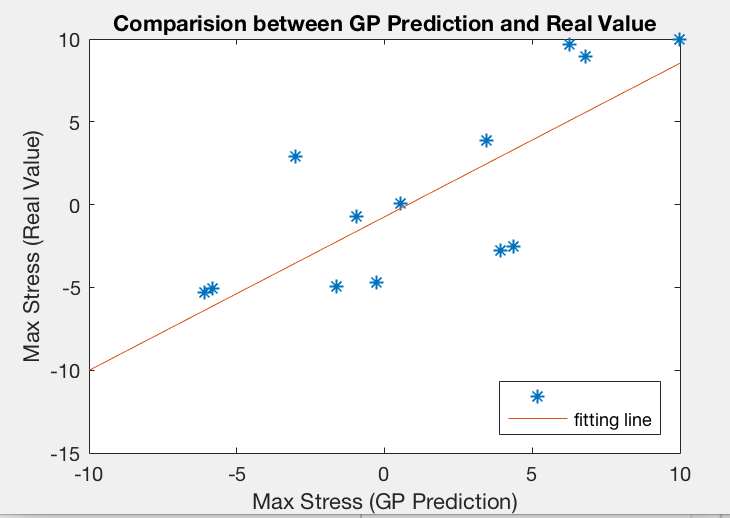 Comparision between GP Prediction and Real Value
10
5
0
-5
-10
-15
Max Stress (Real Value)
-10
-5
0
5
10
Max Stress (GP Prediction)
fitting line